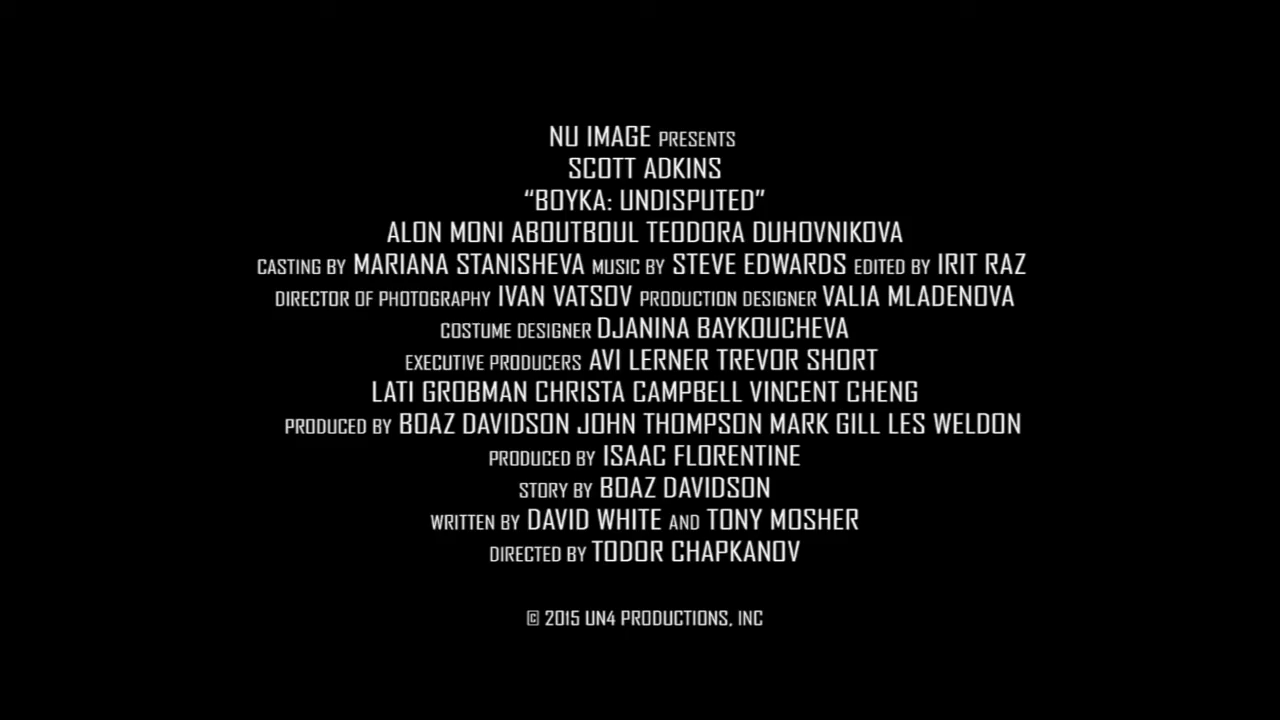 NU IMAGE PRESENTS
SCOTT ADKINS
“BOYKA: UNDISPUTED”
ALON MONI ABOUTBOUL TEODORA DUHOVNIKOVA
CASTING BY MARIANA STANISHEVA MUSIC BY STEVE EDWARDS EDITED BY IRIT RAZ
DIRECTOR OF PHOTOGRAPHY IVAN VATSOV PRODUCTION DESIGNER VALIA MLADENOVA
COSTUME DESIGNER DJANINA BAYKOUCHEVA
EXECUTIVE PRODUCERS AVI LERNER TREVOR SHORT
LATI GROBMAN CHRISTA CAMPBELL VINCENT CHENG
PRODUCED BY BOAZ DAVIDSON JOHN THOMPSON MARK GILL LES WELDON
PRODUCED BY ISAAC FLORENTINE
STORY BY BOAZ DAVIDSON
WRITTEN BY DAVID WHITE AND TONY MOSHER
DIRECTED BY TODOR CHAPKANOV
© 2015 UN4 PRODUCTIONS, INC